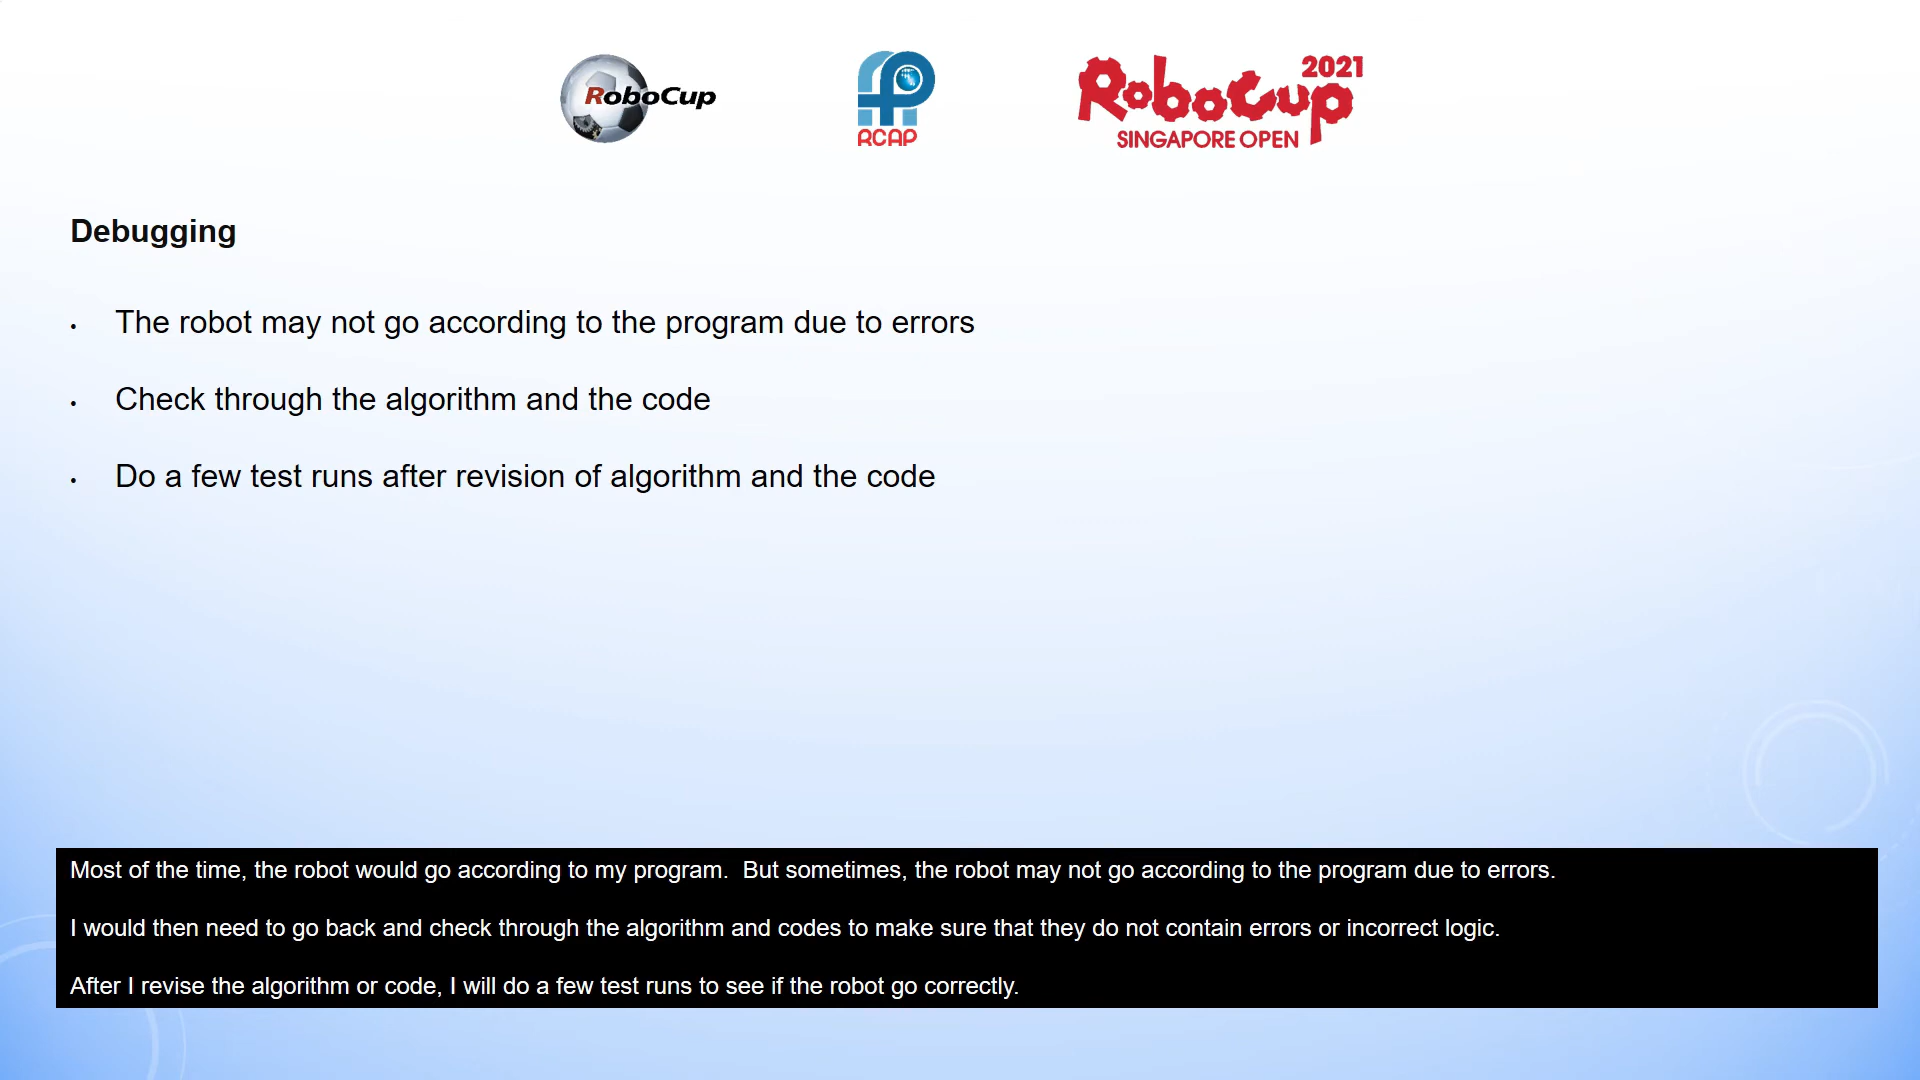 RoboCup
RCAP
RoboCup 2021
SINGAPORE OPEN
Debugging
• The robot may not go according to the program due to errors
• Check through the algorithm and the code
• Do a few test runs after revision of algorithm and the code
Most of the time, the robot would go according to my program.  But sometimes, the robot may not go according to the program due to errors.
I would then need to go back and check through the algorithm and codes to make sure that they do not contain errors or incorrect logic.
After I revise the algorithm or code, I will do a few test runs to see if the robot go correctly.